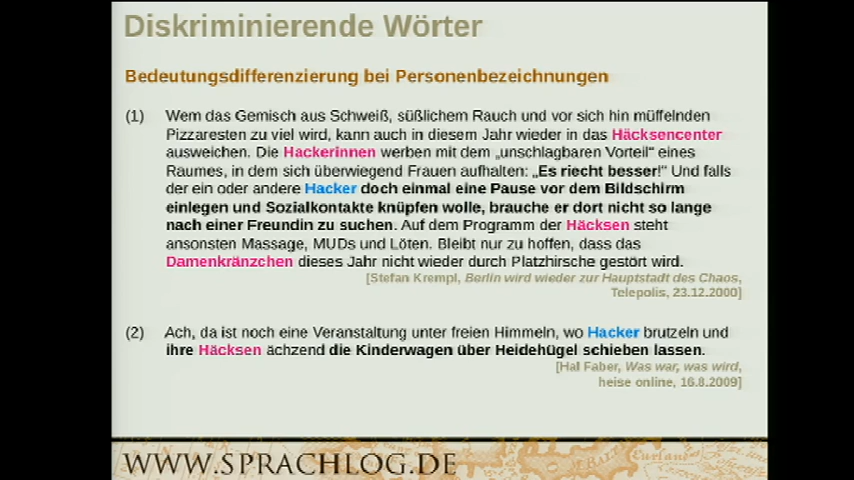 Diskriminierende Wörter
Bedeutungsdifferenzierung bei Personenbezeichnungen
(1) Wem das Gemisch aus Schweiß, süßlichem Rauch und vor sich hin müffelnden
Pizzaresten zu viel wird, kann auch in diesem Jahr wieder in das Häcksencenter
ausweichen. Die Hackerinnen werben mit dem „unschlagbaren Vorteil“ eines
Raumes, in dem sich überwiegend Frauen aufhalten: „Es riecht besser!“ Und falls
der ein oder andere Hacker doch einmal eine Pause vor dem Bildschirm
einlegen und Sozialkontakte knüpfen wolle, brauche er dort nicht so lange
nach einer Freundin zu suchen. Auf dem Programm der Häcksen steht
ansonsten Massage, MUDs und Löten. Bleibt nur zu hoffen, dass das
Damenkränzchen dieses Jahr nicht wieder durch Platzhirsche gestört wird.
[Stefan Krempl, Berlin wird wieder zur Hauptstadt des Chaos,
Telepolis, 23.12.2000]
(2) Ach, da ist noch eine Veranstaltung unter freien Himmeln, wo Hacker brutzeln und
ihre Häcksen ächzend die Kinderwagen über Heidehügel schieben lassen.
[Hal Faber, Was war, was wird,
heise online, 16.8.2009]
WWW.SPRACHLOG.DE